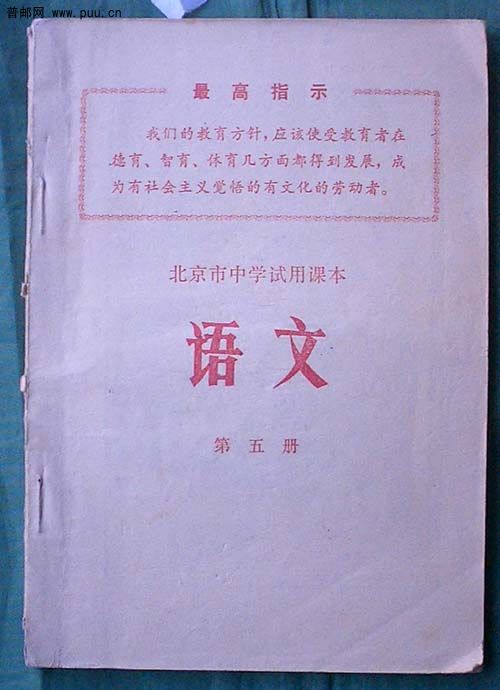 普邮网 www.puu.cn
最高指示
我们的教育方针，应该使受教育者在
德育、智育、体育几方面都得到发展，成
为有社会主义觉悟的有文化的劳动者。
北京市中学试用课本
语文
第五册